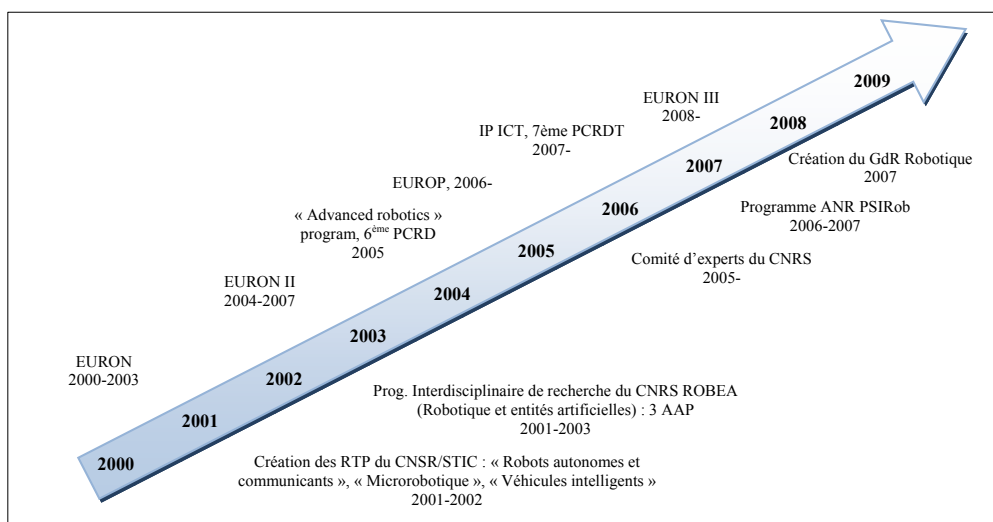 2009
EURON III
2008-
2008
IP ICT, 7ème PCRDT
2007-
2007
Création du GdR Robotique
2007
EUROP, 2006-
2006
Programme ANR PSIRob
2006-2007
« Advanced robotics »
program, 6ème PCRD
2005
2005
Comité d'experts du CNRS
2005-
EURON II
2004-2007
2004
2003
EURON
2000-2003
2002
Prog. Interdisciplinaire de recherche du CNRS ROBEA
(Robotique et entités artificielles) : 3 AAP
2001-2003
2001
2000
Création des RTP du CNSR/STIC : « Robots autonomes et
communicants », « Microrobotique », « Véhicules intelligents »
2001-2002